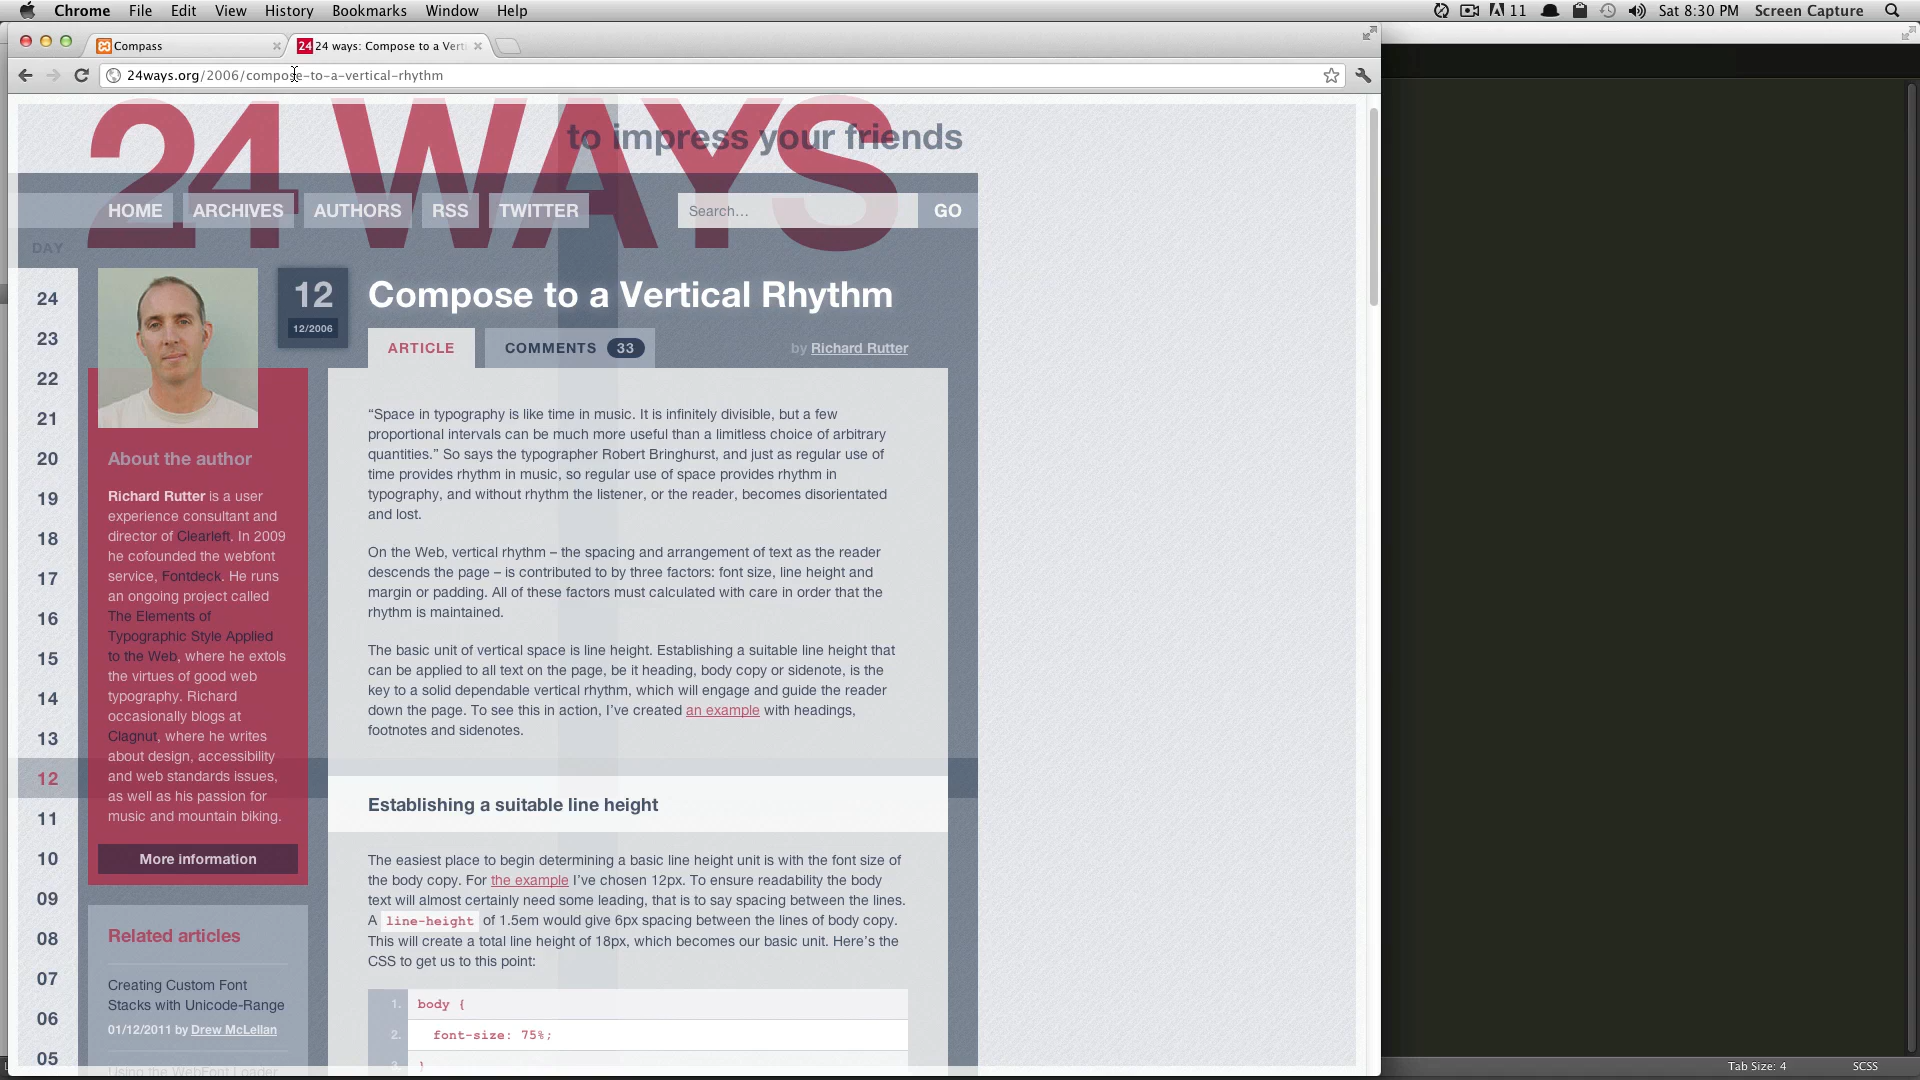 Chrome File Edit View History Bookmarks Window Help
11 Sat 8:30 PM Screen Capture
Compass
24 24 ways: Compose to a Verti
24ways.org/2006/compose-to-a-vertical-rhythm
24 WAYS
to impress your friends
HOME ARCHIVES AUTHORS RSS TWITTER Search… GO
DAY
24
23
22
21
20
19
18
17
16
15
14
13
12
11
10
09
08
07
06
05
12
12/2006
Compose to a Vertical Rhythm
ARTICLE COMMENTS 33 by Richard Rutter
About the author
Richard Rutter is a user
experience consultant and
director of Clearleft. In 2009
he cofounded the webfont
service, Fontdeck. He runs
an ongoing project called
The Elements of
Typographic Style Applied
to the Web, where he extols
the virtues of good web
typography. Richard
occasionally blogs at
Clagnut, where he writes
about design, accessibility
and web standards issues,
as well as his passion for
music and mountain biking.
More information
Related articles
Creating Custom Font
Stacks with Unicode-Range
01/12/2011 by Drew McLellan
Using the WebFont Loader
“Space in typography is like time in music. It is infinitely divisible, but a few
proportional intervals can be much more useful than a limitless choice of arbitrary
quantities.” So says the typographer Robert Bringhurst, and just as regular use of
time provides rhythm in music, so regular use of space provides rhythm in
typography, and without rhythm the listener, or the reader, becomes disorientated
and lost.
On the Web, vertical rhythm – the spacing and arrangement of text as the reader
descends the page – is contributed to by three factors: font size, line height and
margin or padding. All of these factors must calculated with care in order that the
rhythm is maintained.
The basic unit of vertical space is line height. Establishing a suitable line height that
can be applied to all text on the page, be it heading, body copy or sidenote, is the
key to a solid dependable vertical rhythm, which will engage and guide the reader
down the page. To see this in action, I’ve created an example with headings,
footnotes and sidenotes.
Establishing a suitable line height
The easiest place to begin determining a basic line height unit is with the font size of
the body copy. For the example I’ve chosen 12px. To ensure readability the body
text will almost certainly need some leading, that is to say spacing between the lines.
A line-height of 1.5em would give 6px spacing between the lines of body copy.
This will create a total line height of 18px, which becomes our basic unit. Here’s the
CSS to get us to this point:
1. body {
2. font-size: 75%;
3. }
Tab Size: 4 SCSS